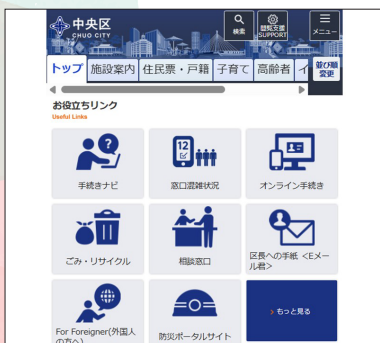 中央区
CHUO CITY
検索
閲覧支援
SUPPORT
メニュー
トップ
施設案内
住民票・戸籍
子育て
高齢者
イ
並び順
変更
お役立ちリンク
Useful Links
手続きナビ
12
窓口混雑状況
オンライン手続き
ごみ・リサイクル
相談窓口
区長への手紙 <Eメー
ル君>
For Foreigner(外国人
の方へ)
防災ポータルサイト
もっと見る